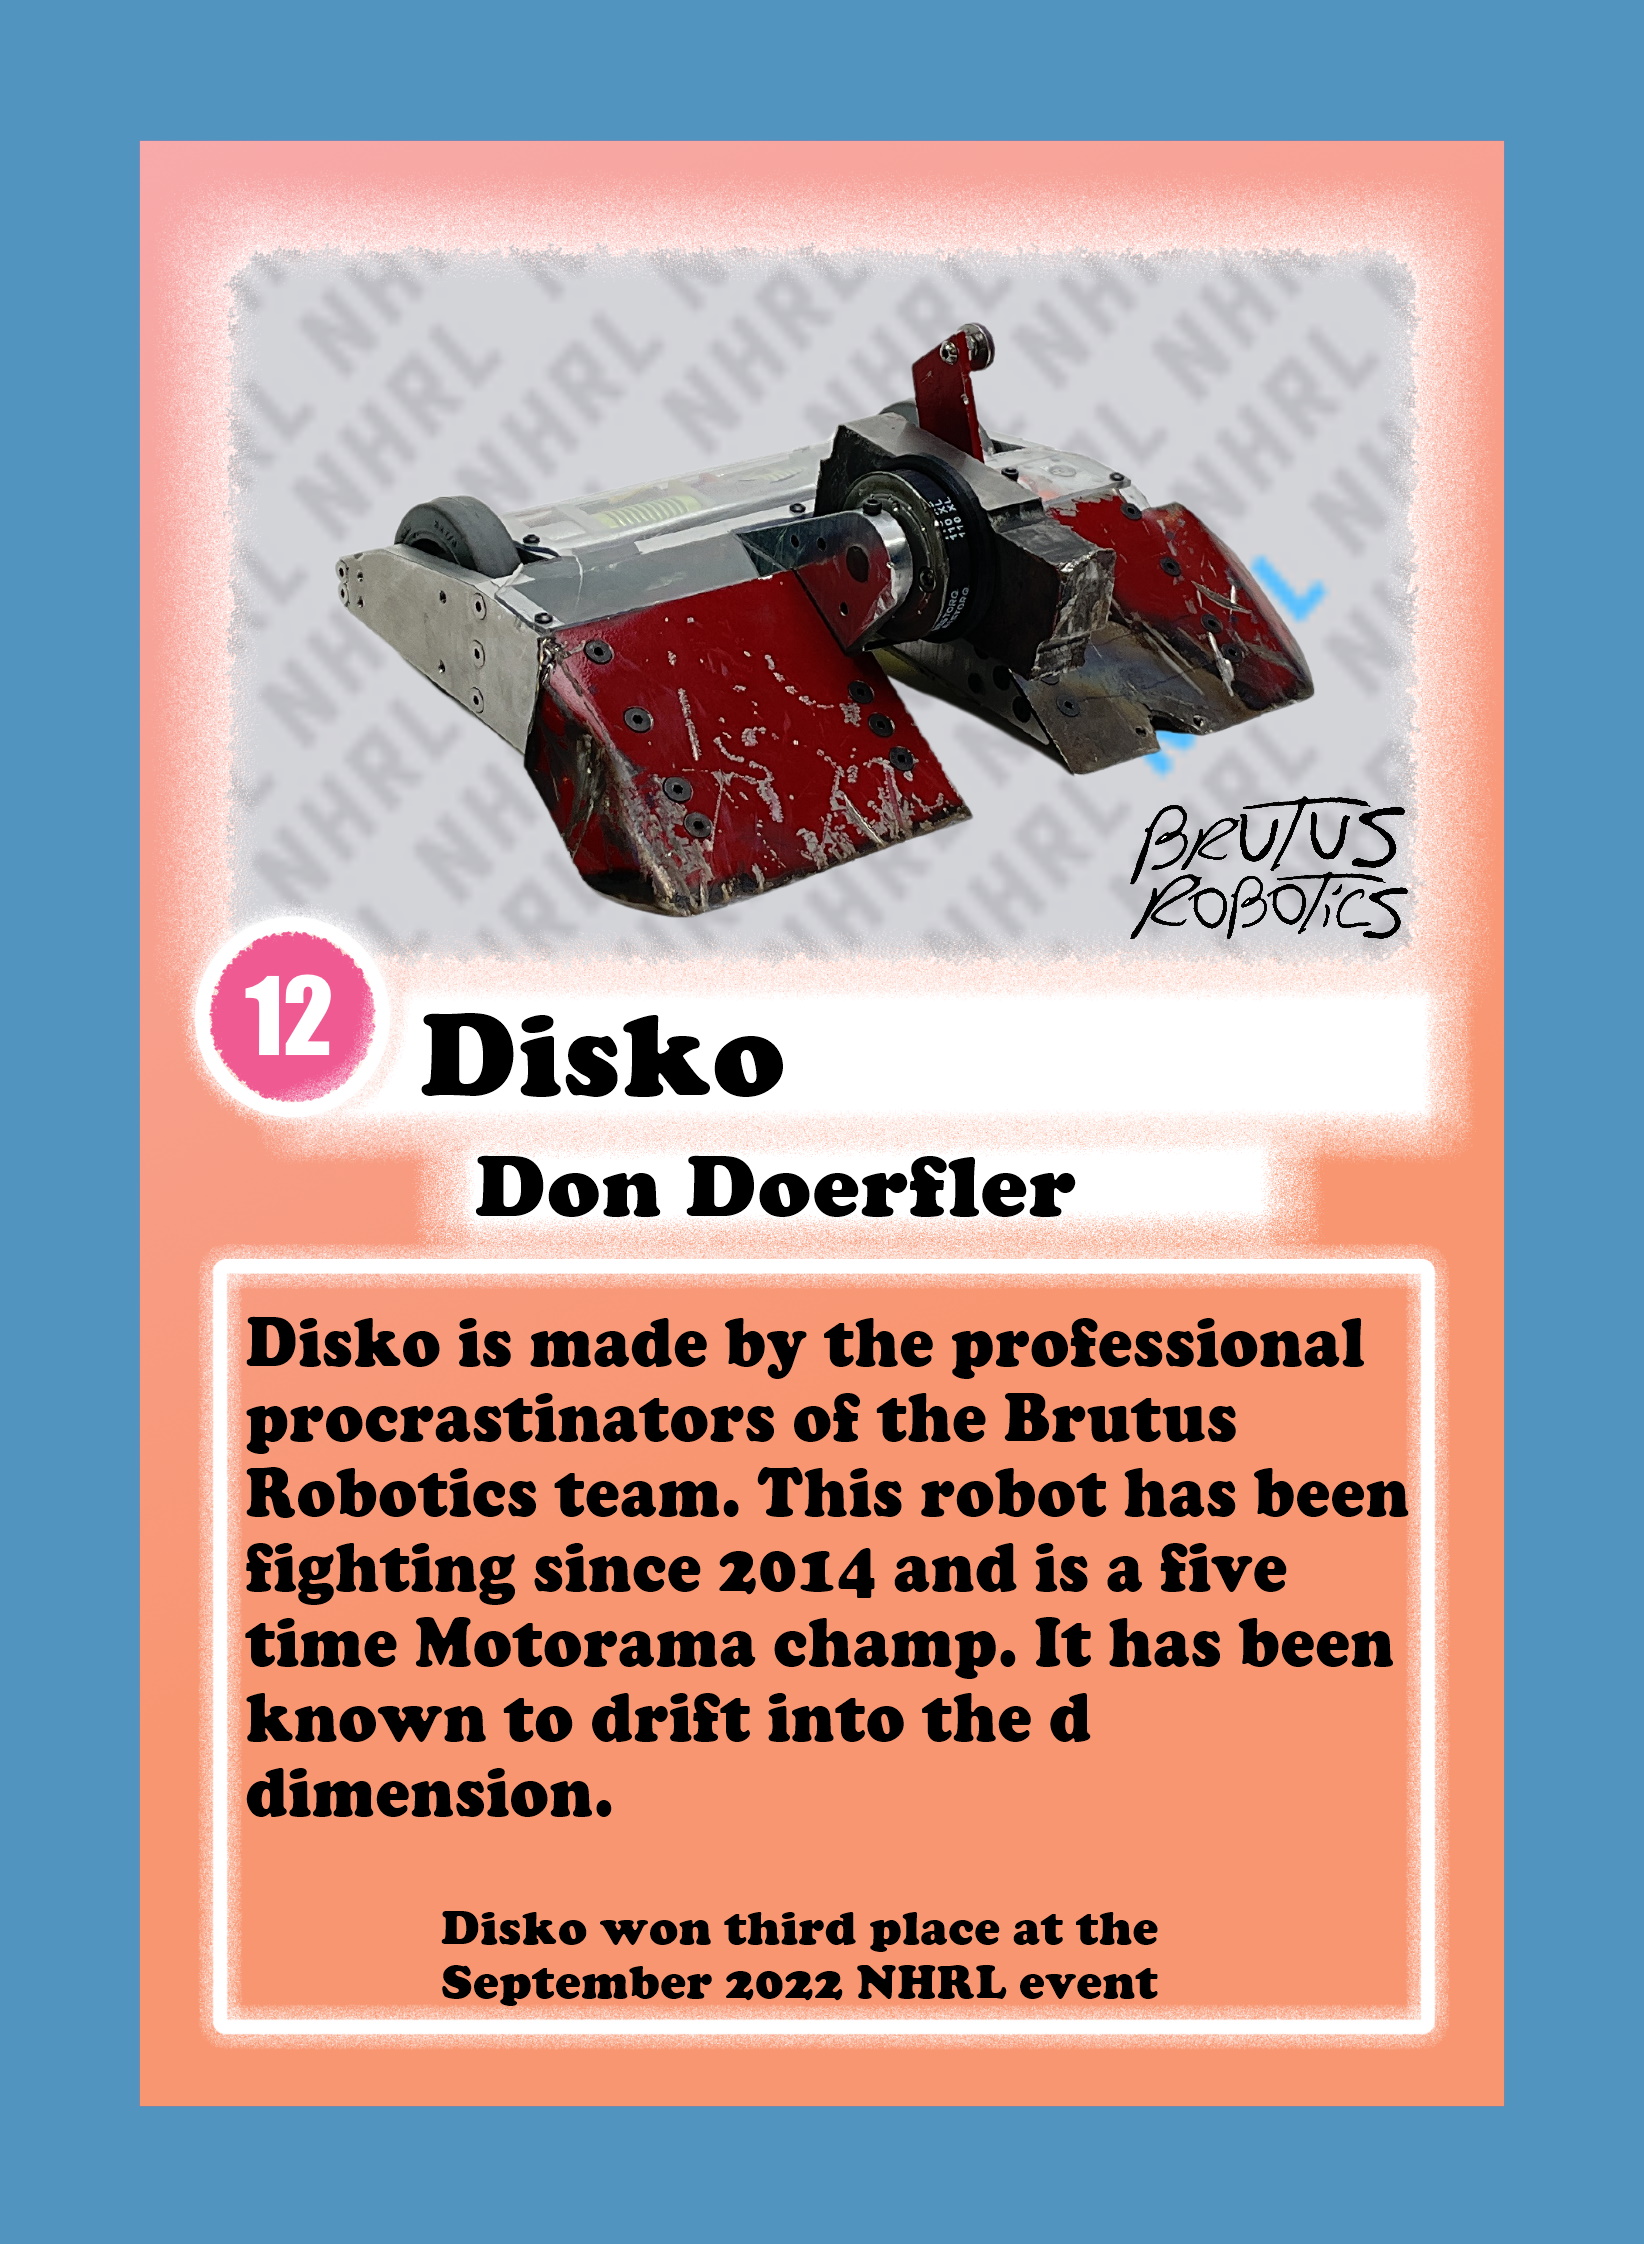 NHRL
BRUTUS
ROBOTICS
12
Disko
Don Doerfler
Disko is made by the professional
procrastinators of the Brutus
Robotics team. This robot has been
fighting since 2014 and is a five
time Motorama champ. It has been
known to drift into the d
dimension.
Disko won third place at the
September 2022 NHRL event